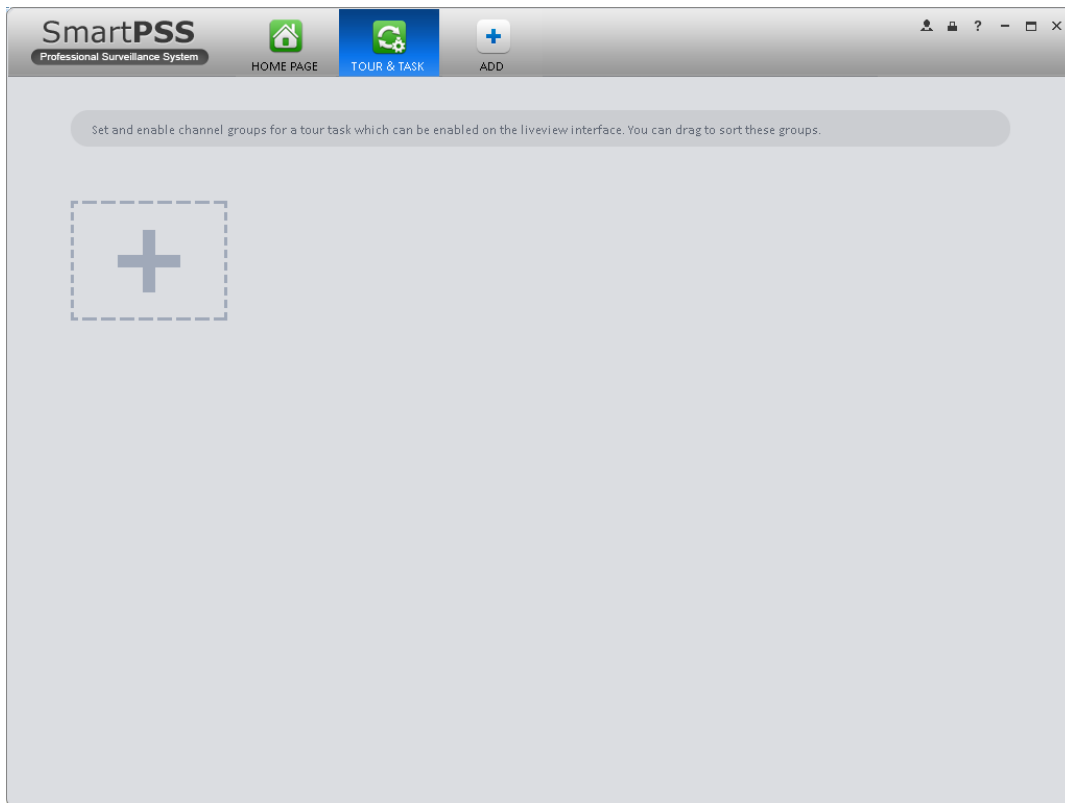 SmartPSS
Professional Surveillance System
HOME PAGE
TOUR & TASK
ADD
?
Set and enable channel groups for a tour task which can be enabled on the liveview interface. You can drag to sort these groups.